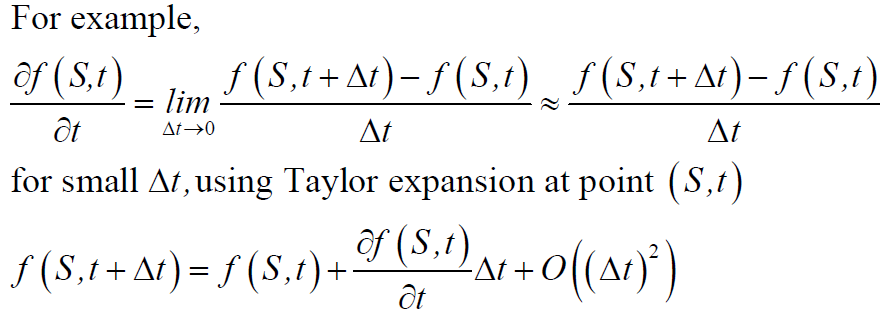 For example,
∂f(S,t)/∂t = lim Δt→0 f(S,t+Δt)−f(S,t)/Δt ≈ f(S,t+Δt)−f(S,t)/Δt
for small Δt, using Taylor expansion at point (S,t)
f(S,t+Δt)=f(S,t)+∂f(S,t)/∂t Δt+O((Δt)²)